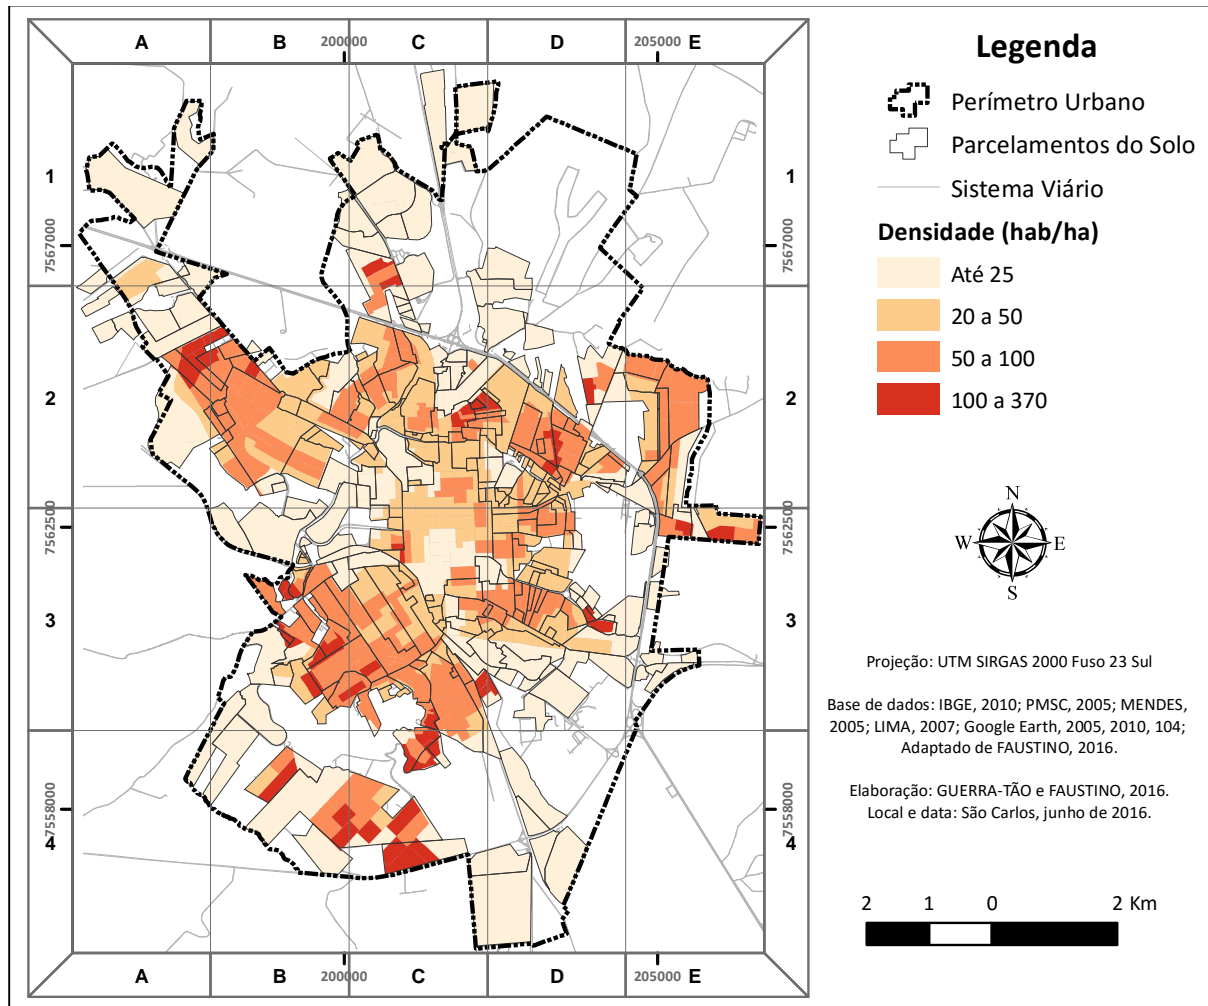 A B C D E
200000 205000
Legenda
Perímetro Urbano
Parcelamentos do Solo
Sistema Viário
Densidade (hab/ha)
Até 25
20 a 50
50 a 100
100 a 370
1 1
7567000 7567000
2 2
7562500 7562500
3 3
7558000 7558000
4 4
N
W E
S
Projeção: UTM SIRGAS 2000 Fuso 23 Sul
Base de dados: IBGE, 2010; PMSC, 2005; MENDES,
2005; LIMA, 2007; Google Earth, 2005, 2010, 104;
Adaptado de FAUSTINO, 2016.
Elaboração: GUERRA-TÃO e FAUSTINO, 2016.
Local e data: São Carlos, junho de 2016.
2 1 0 2 Km
200000 205000
A B C D E